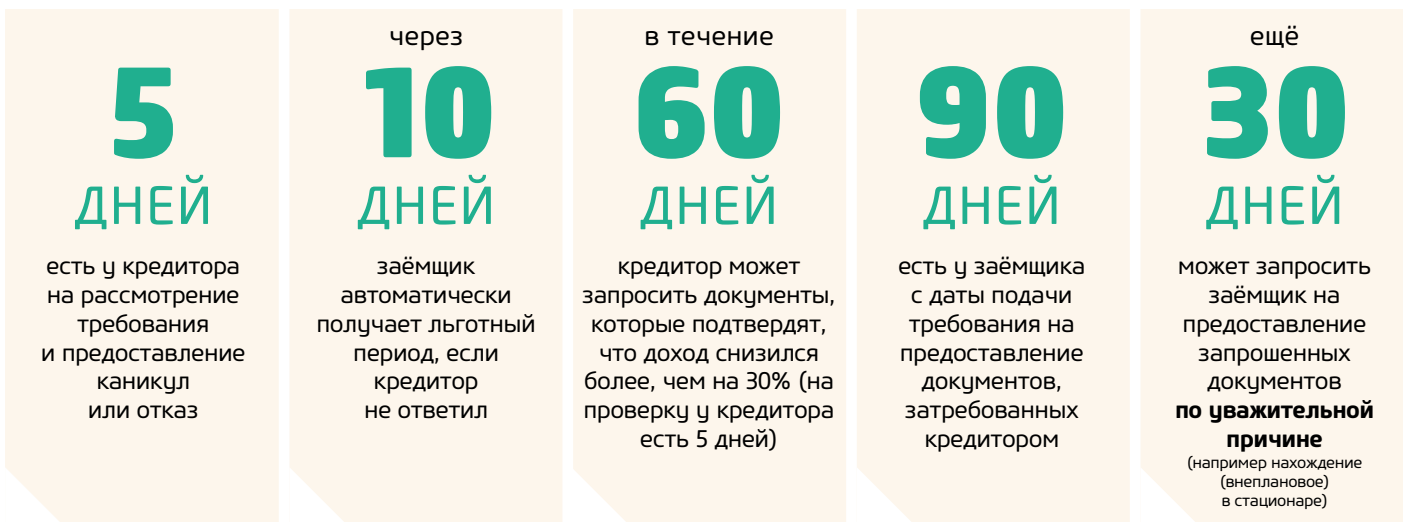 5
ДНЕЙ
есть у кредитора
на рассмотрение
требования
и предоставление
каникул
или отказ
через
10
ДНЕЙ
заёмщик
автоматически
получает льготный
период, если
кредитор
не ответил
в течение
60
ДНЕЙ
кредитор может
запросить документы,
которые подтвердят,
что доход снизился
более, чем на 30% (на
проверку у кредитора
есть 5 дней)
90
ДНЕЙ
есть у заёмщика
с даты подачи
требования на
предоставление
документов,
затребованных
кредитором
ещё
30
ДНЕЙ
может запросить
заёмщик на
предоставление
запрошенных
документов
по уважительной
причине
(например нахождение
(внеплановое)
в стационаре)